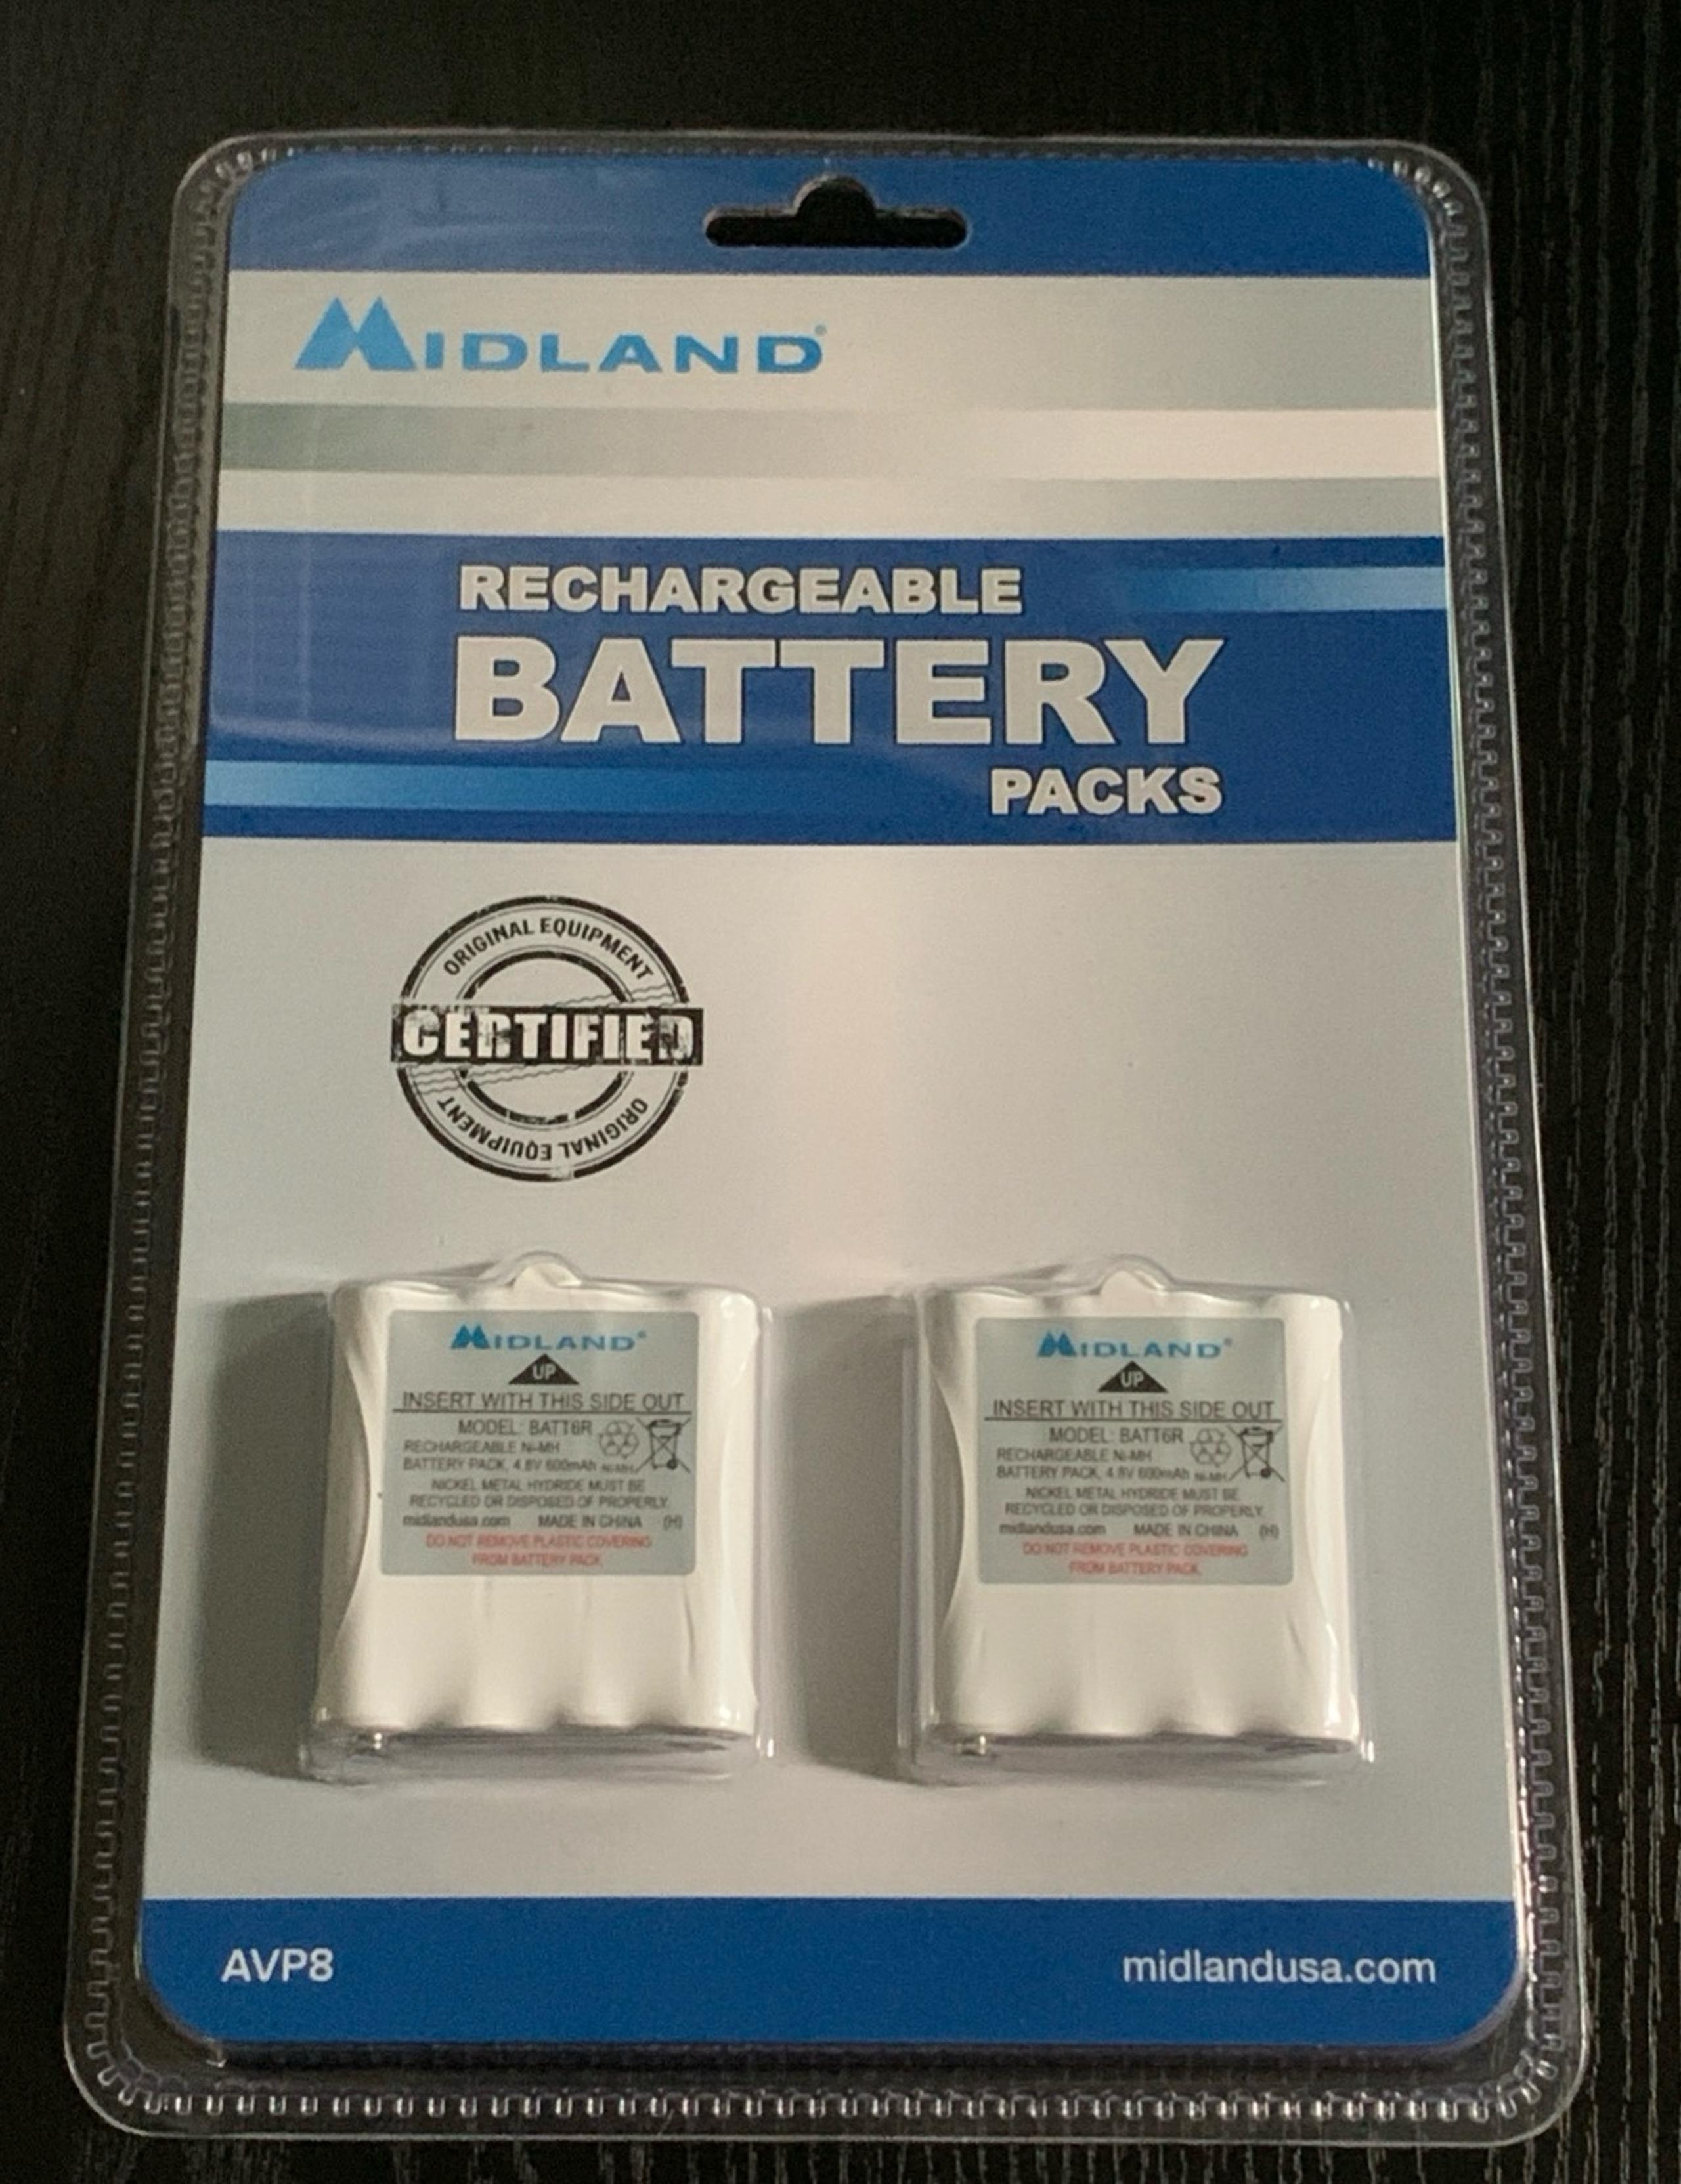 MIDLAND®
RECHARGEABLE
BATTERY
PACKS
ORIGINAL EQUIPMENT
CERTIFIED
ORIGINAL EQUIPMENT
MIDLAND®
UP
INSERT WITH THIS SIDE OUT
MODEL: BATT6R
RECHARGEABLE Ni-MH
BATTERY PACK, 4.8V 600mAh Ni-MH
NICKEL METAL HYDRIDE MUST BE
RECYCLED OR DISPOSED OF PROPERLY.
midlandusa.com MADE IN CHINA (H)
DO NOT REMOVE PLASTIC COVERING
FROM BATTERY PACK.
MIDLAND®
UP
INSERT WITH THIS SIDE OUT
MODEL: BATT6R
RECHARGEABLE Ni-MH
BATTERY PACK, 4.8V 600mAh Ni-MH
NICKEL METAL HYDRIDE MUST BE
RECYCLED OR DISPOSED OF PROPERLY.
midlandusa.com MADE IN CHINA (H)
DO NOT REMOVE PLASTIC COVERING
FROM BATTERY PACK.
AVP8
midlandusa.com